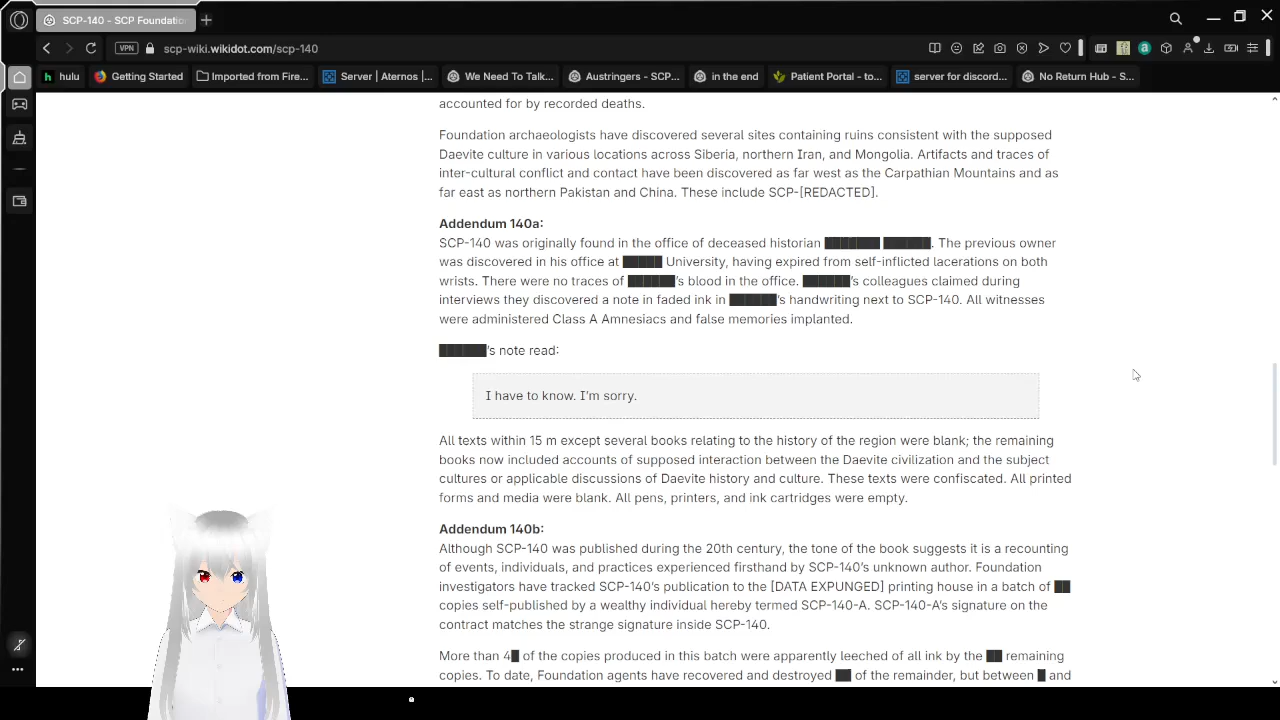 SCP-140 - SCP Foundation
VPN
scp-wiki.wikidot.com/scp-140
hulu
Getting Started
Imported from Fire...
Server | Aternos |...
We Need To Talk...
Austringers - SCP...
in the end
Patient Portal - to...
server for discord...
No Return Hub - S...
accounted for by recorded deaths.
Foundation archaeologists have discovered several sites containing ruins consistent with the supposed
Daevite culture in various locations across Siberia, northern Iran, and Mongolia. Artifacts and traces of
inter-cultural conflict and contact have been discovered as far west as the Carpathian Mountains and as
far east as northern Pakistan and China. These include SCP-[REDACTED].
Addendum 140a:
SCP-140 was originally found in the office of deceased historian ███████ ██████. The previous owner
was discovered in his office at █████ University, having expired from self-inflicted lacerations on both
wrists. There were no traces of ██████’s blood in the office. ██████’s colleagues claimed during
interviews they discovered a note in faded ink in ██████’s handwriting next to SCP-140. All witnesses
were administered Class A Amnesiacs and false memories implanted.
██████’s note read:
I have to know. I’m sorry.
All texts within 15 m except several books relating to the history of the region were blank; the remaining
books now included accounts of supposed interaction between the Daevite civilization and the subject
cultures or applicable discussions of Daevite history and culture. These texts were confiscated. All printed
forms and media were blank. All pens, printers, and ink cartridges were empty.
Addendum 140b:
Although SCP-140 was published during the 20th century, the tone of the book suggests it is a recounting
of events, individuals, and practices experienced firsthand by SCP-140’s unknown author. Foundation
investigators have tracked SCP-140’s publication to the [DATA EXPUNGED] printing house in a batch of ██
copies self-published by a wealthy individual hereby termed SCP-140-A. SCP-140-A’s signature on the
contract matches the strange signature inside SCP-140.
More than 4█ of the copies produced in this batch were apparently leeched of all ink by the ██ remaining
copies. To date, Foundation agents have recovered and destroyed ██ of the remainder, but between █ and